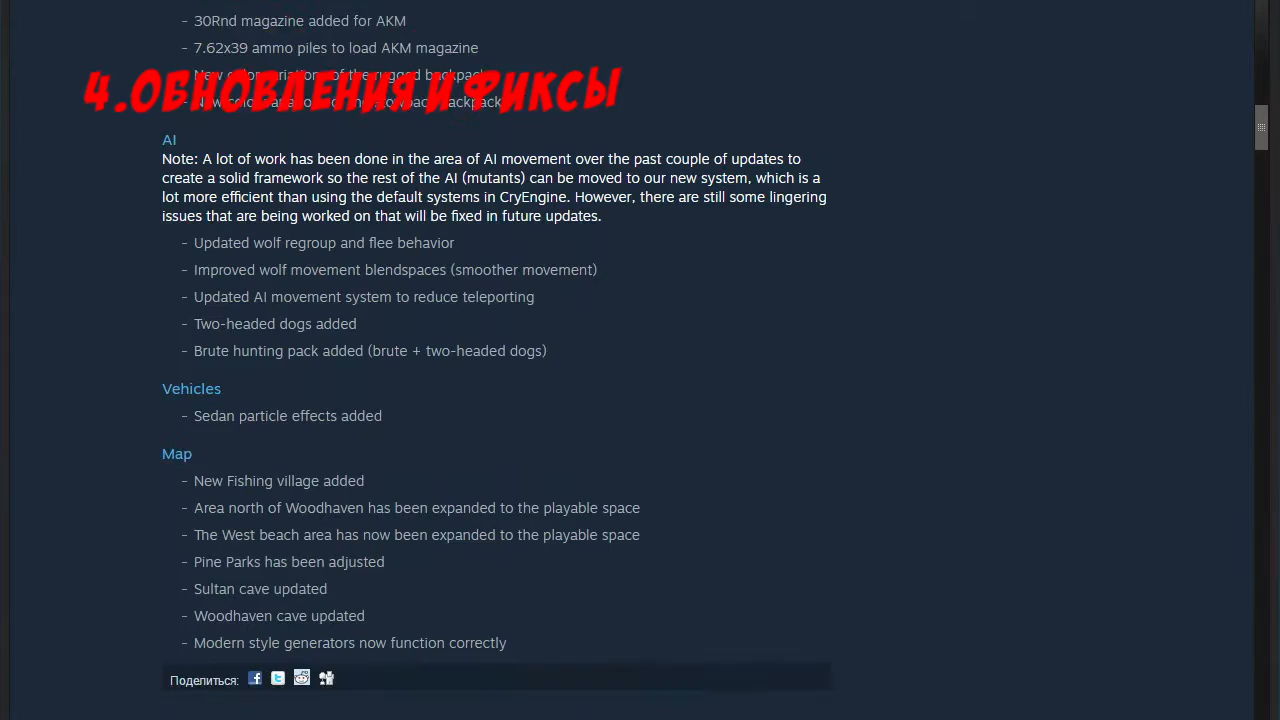 - 30Rnd magazine added for AKM
- 7.62x39 ammo piles to load AKM magazine
4.ОБНОВЛЕНИЯ И ФИКСЫ
- New color variations of the rugged backpack
- New color
AI
Note: A lot of work has been done in the area of AI movement over the past couple of updates to
create a solid framework so the rest of the AI (mutants) can be moved to our new system, which is a
lot more efficient than using the default systems in CryEngine. However, there are still some lingering
issues that are being worked on that will be fixed in future updates.
- Updated wolf regroup and flee behavior
- Improved wolf movement blendspaces (smoother movement)
- Updated AI movement system to reduce teleporting
- Two-headed dogs added
- Brute hunting pack added (brute + two-headed dogs)
Vehicles
- Sedan particle effects added
Map
- New Fishing village added
- Area north of Woodhaven has been expanded to the playable space
- The West beach area has now been expanded to the playable space
- Pine Parks has been adjusted
- Sultan cave updated
- Woodhaven cave updated
- Modern style generators now function correctly
Поделиться: